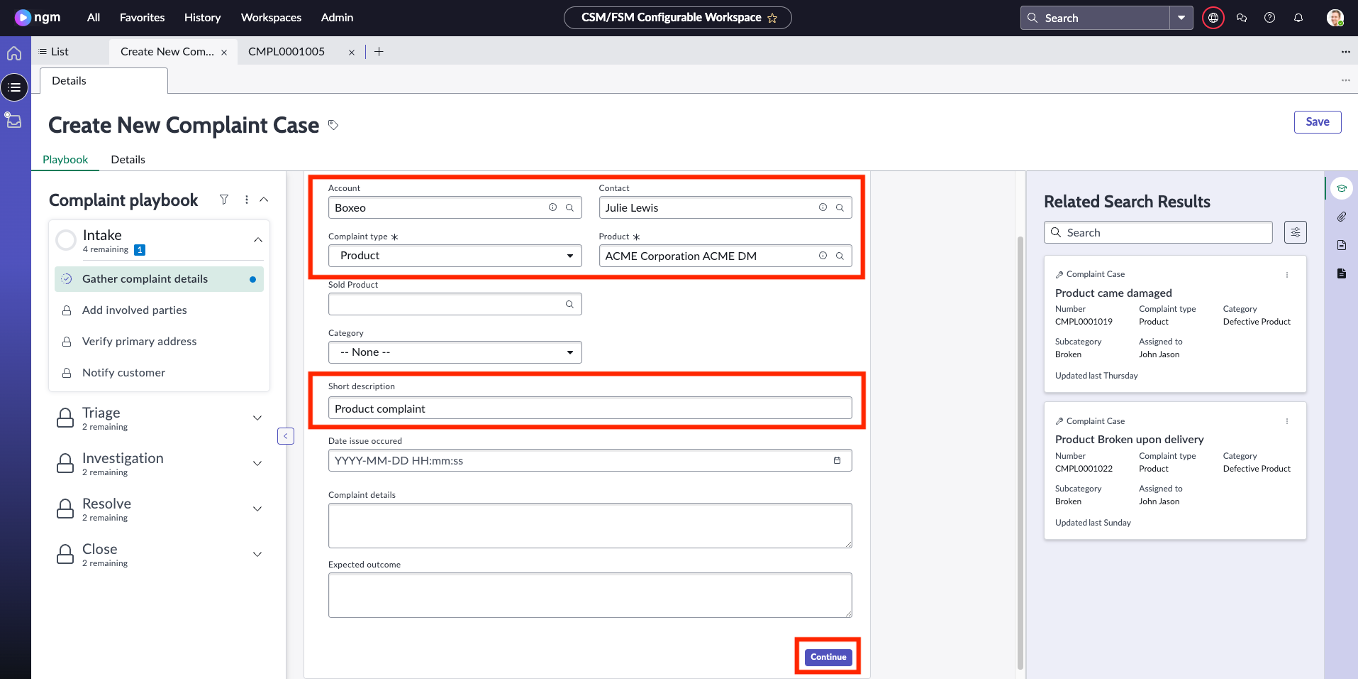 ngm All Favorites History Workspaces Admin CSM/FSM Configurable Workspace Search
List Create New Com... × CMPL0001005 × +
Details
Create New Complaint Case
Save
Playbook Details
Complaint playbook
Intake
4 remaining 1
Gather complaint details
Add involved parties
Verify primary address
Notify customer
Triage
2 remaining
Investigation
2 remaining
Resolve
2 remaining
Close
2 remaining
Account Contact
Boxeo Julie Lewis
Complaint type * Product *
Product ACME Corporation ACME DM
Sold Product
Category
-- None --
Short description
Product complaint
Date issue occured
YYYY-MM-DD HH:mm:ss
Complaint details
Expected outcome
Continue
Related Search Results
Search
Complaint Case
Product came damaged
Number Complaint type Category
CMPL0001019 Product Defective Product
Subcategory Assigned to
Broken John Jason
Updated last Thursday
Complaint Case
Product Broken upon delivery
Number Complaint type Category
CMPL0001022 Product Defective Product
Subcategory Assigned to
Broken John Jason
Updated last Sunday